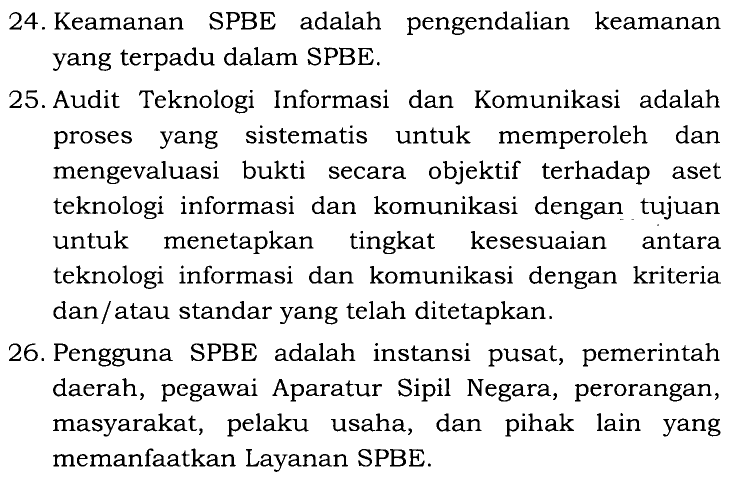 24. Keamanan SPBE adalah pengendalian keamanan
yang terpadu dalam SPBE.
25. Audit Teknologi Informasi dan Komunikasi adalah
proses yang sistematis untuk memperoleh dan
mengevaluasi bukti secara objektif terhadap aset
teknologi informasi dan komunikasi dengan tujuan
untuk menetapkan tingkat kesesuaian antara
teknologi informasi dan komunikasi dengan kriteria
dan/atau standar yang telah ditetapkan.
26. Pengguna SPBE adalah instansi pusat, pemerintah
daerah, pegawai Aparatur Sipil Negara, perorangan,
masyarakat, pelaku usaha, dan pihak lain yang
memanfaatkan Layanan SPBE.